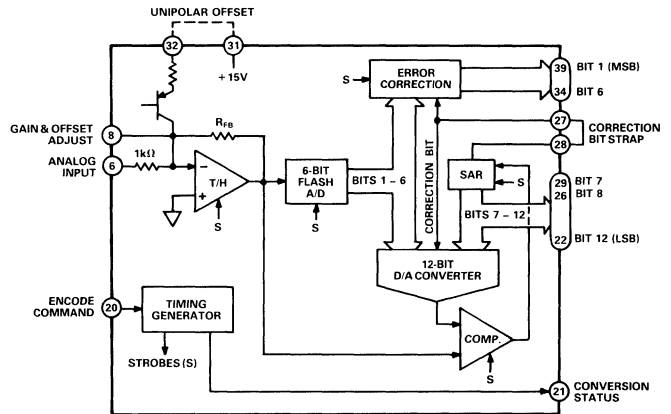 UNIPOLAR OFFSET
32
31
+15V
S
ERROR
CORRECTION
39
BIT 1 (MSB)
34
BIT 6
27
CORRECTION
BIT STRAP
28
GAIN & OFFSET
ADJUST
8
RFB
ANALOG
INPUT
6
1kΩ
−
+
T/H
S
6-BIT
FLASH
A/D
S
BITS 1 – 6
CORRECTION BIT
SAR
S
29
BIT 7
26
BIT 8
BITS 7 – 12
22
BIT 12 (LSB)
12-BIT
D/A CONVERTER
ENCODE
COMMAND
20
TIMING
GENERATOR
STROBES (S)
COMP.
S
21
CONVERSION
STATUS